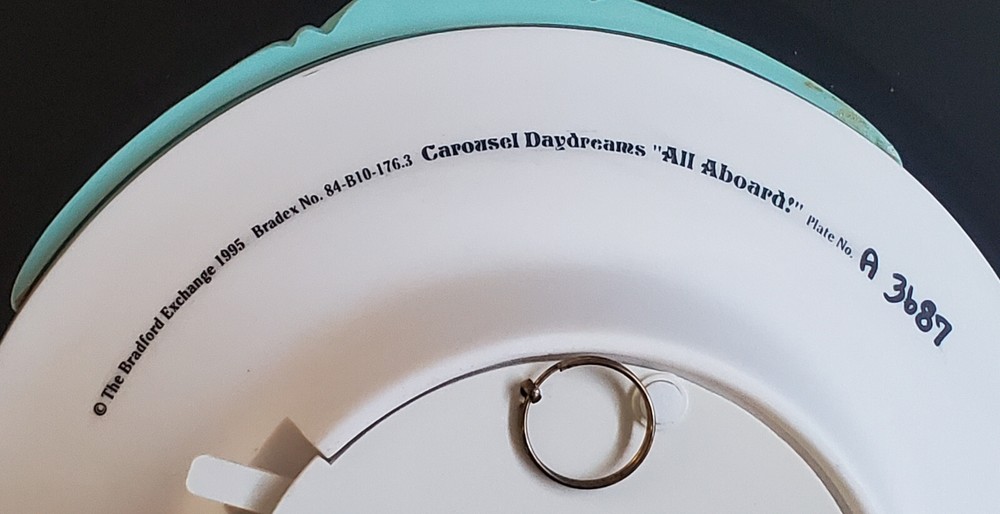 © The Bradford Exchange 1995 Bradex No. 84-B10-176.3 Carousel Daydreams "All Aboard!" Plate No. A 3687